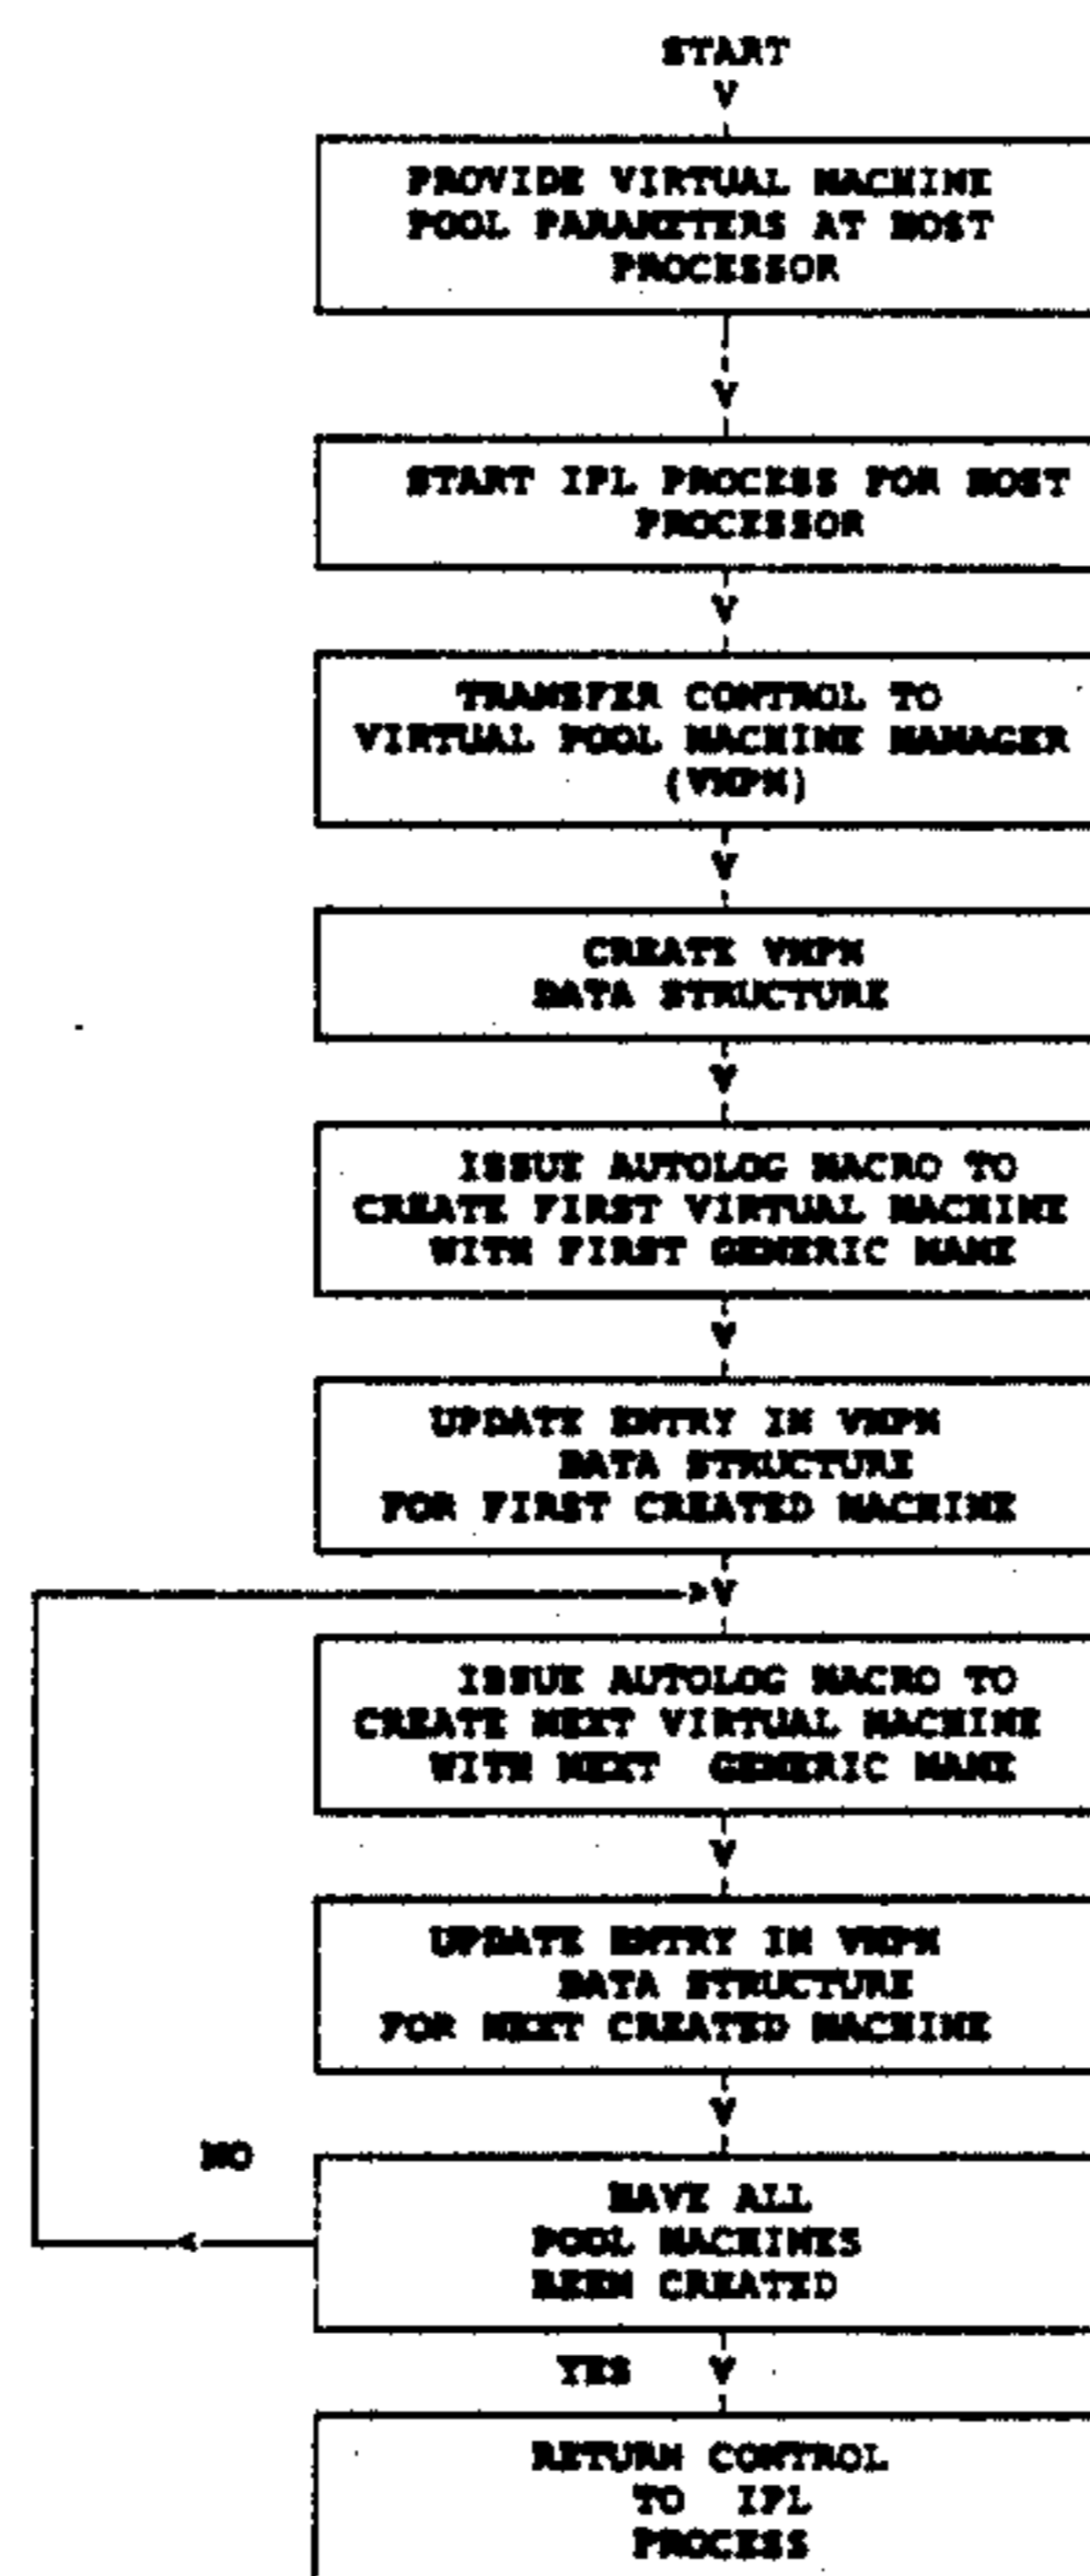 START
V
PROVIDE VIRTUAL MACHINE
POOL PARAMETERS AT HOST
PROCESSOR
V
START IPL PROCESS FOR HOST
PROCESSOR
V
TRANSFER CONTROL TO
VIRTUAL POOL MACHINE MANAGER
(VMPM)
V
CREATE VMPM
DATA STRUCTURE
V
ISSUE AUTOLOG MACRO TO
CREATE FIRST VIRTUAL MACHINE
WITH FIRST GENERIC NAME
V
UPDATE ENTRY IN VMPM
DATA STRUCTURE
FOR FIRST CREATED MACHINE
>V
ISSUE AUTOLOG MACRO TO
CREATE NEXT VIRTUAL MACHINE
WITH NEXT GENERIC NAME
V
UPDATE ENTRY IN VMPM
DATA STRUCTURE
FOR NEXT CREATED MACHINE
V
NO
HAVE ALL
POOL MACHINES
BEEN CREATED
YES V
RETURN CONTROL
TO IPL
PROCESS